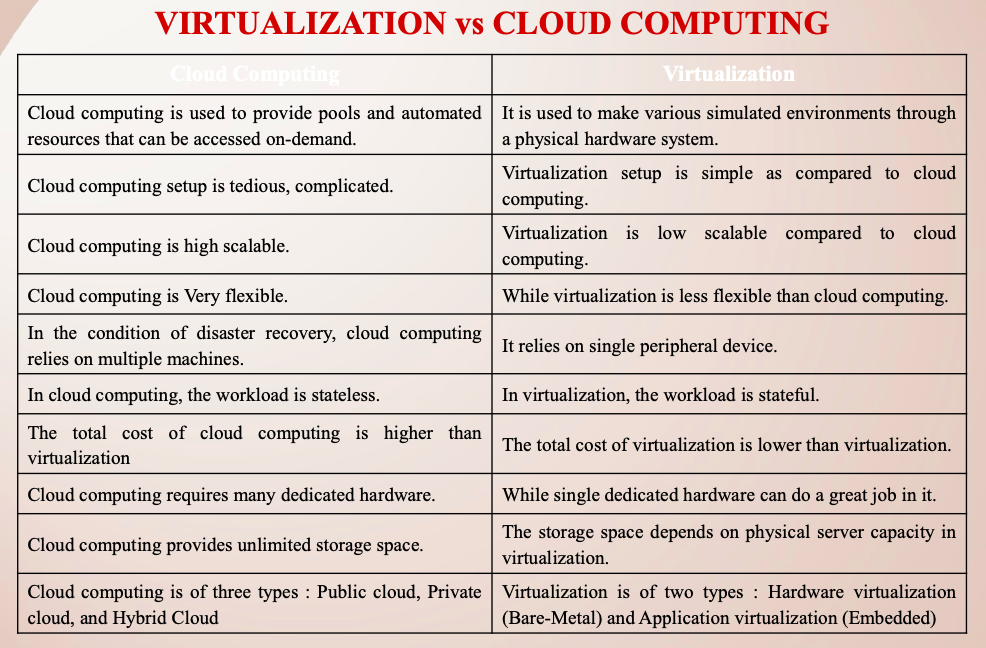 VIRTUALIZATION vs CLOUD COMPUTING
Cloud Computing
Virtualization
Cloud computing is used to provide pools and automated
resources that can be accessed on-demand.
It is used to make various simulated environments through
a physical hardware system.
Cloud computing setup is tedious, complicated.
Virtualization setup is simple as compared to cloud
computing.
Cloud computing is high scalable.
Virtualization is low scalable compared to cloud
computing.
Cloud computing is Very flexible.
While virtualization is less flexible than cloud computing.
In the condition of disaster recovery, cloud computing
relies on multiple machines.
It relies on single peripheral device.
In cloud computing, the workload is stateless.
In virtualization, the workload is stateful.
The total cost of cloud computing is higher than
virtualization
The total cost of virtualization is lower than virtualization.
Cloud computing requires many dedicated hardware.
While single dedicated hardware can do a great job in it.
Cloud computing provides unlimited storage space.
The storage space depends on physical server capacity in
virtualization.
Cloud computing is of three types : Public cloud, Private
cloud, and Hybrid Cloud
Virtualization is of two types : Hardware virtualization
(Bare-Metal) and Application virtualization (Embedded)